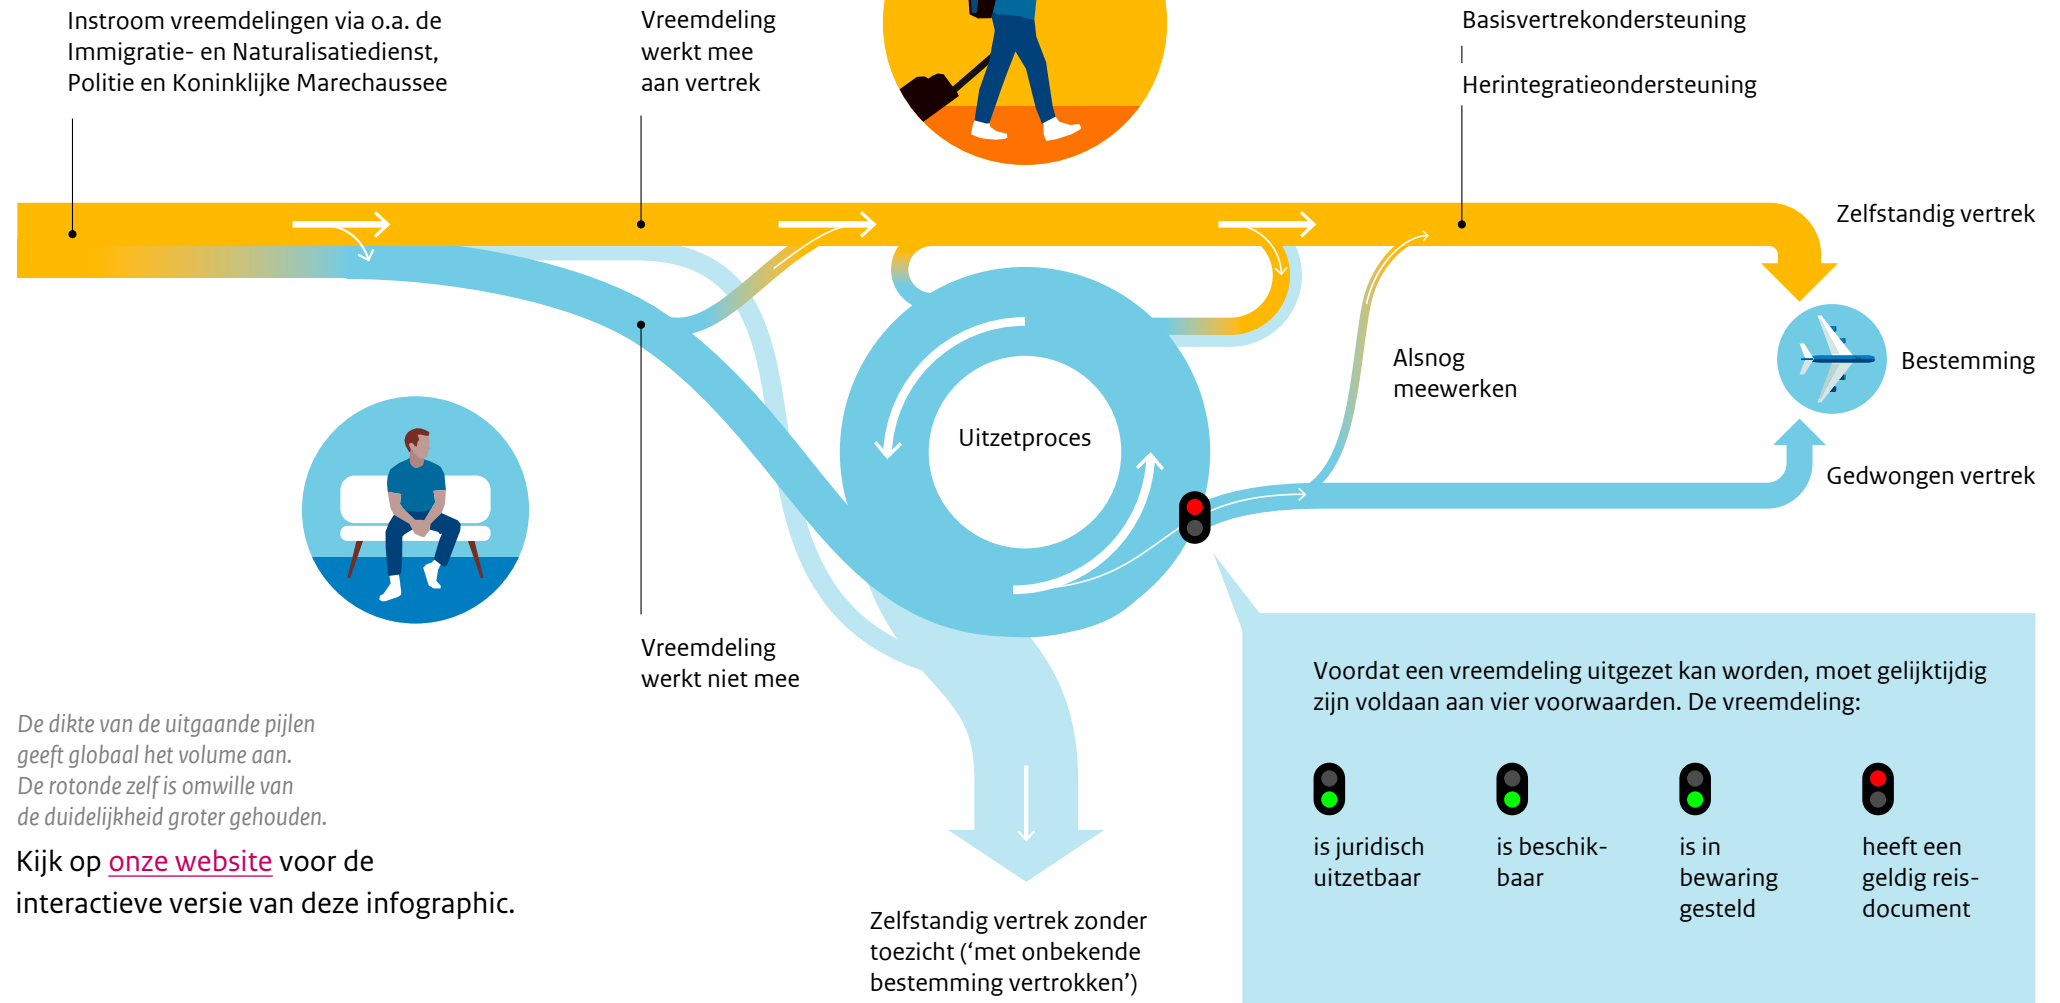 Instroom vreemdelingen via o.a. de
Immigratie- en Naturalisatiedienst,
Politie en Koninklijke Marechaussee
Vreemdeling
werkt mee
aan vertrek
Basisvertrekondersteuning
Herintegratieondersteuning
Zelfstandig vertrek
Bestemming
Alsnog
meewerken
Uitzetproces
Gedwongen vertrek
Vreemdeling
werkt niet mee
Voordat een vreemdeling uitgezet kan worden, moet gelijktijdig
zijn voldaan aan vier voorwaarden. De vreemdeling:
is juridisch
uitzetbaar
is beschik-
baar
is in
bewaring
gesteld
heeft een
geldig reis-
document
De dikte van de uitgaande pijlen
geeft globaal het volume aan.
De rotonde zelf is omwille van
de duidelijkheid groter gehouden.
Kijk op onze website voor de
interactieve versie van deze infographic.
Zelfstandig vertrek zonder
toezicht (‘met onbekende
bestemming vertrokken’)